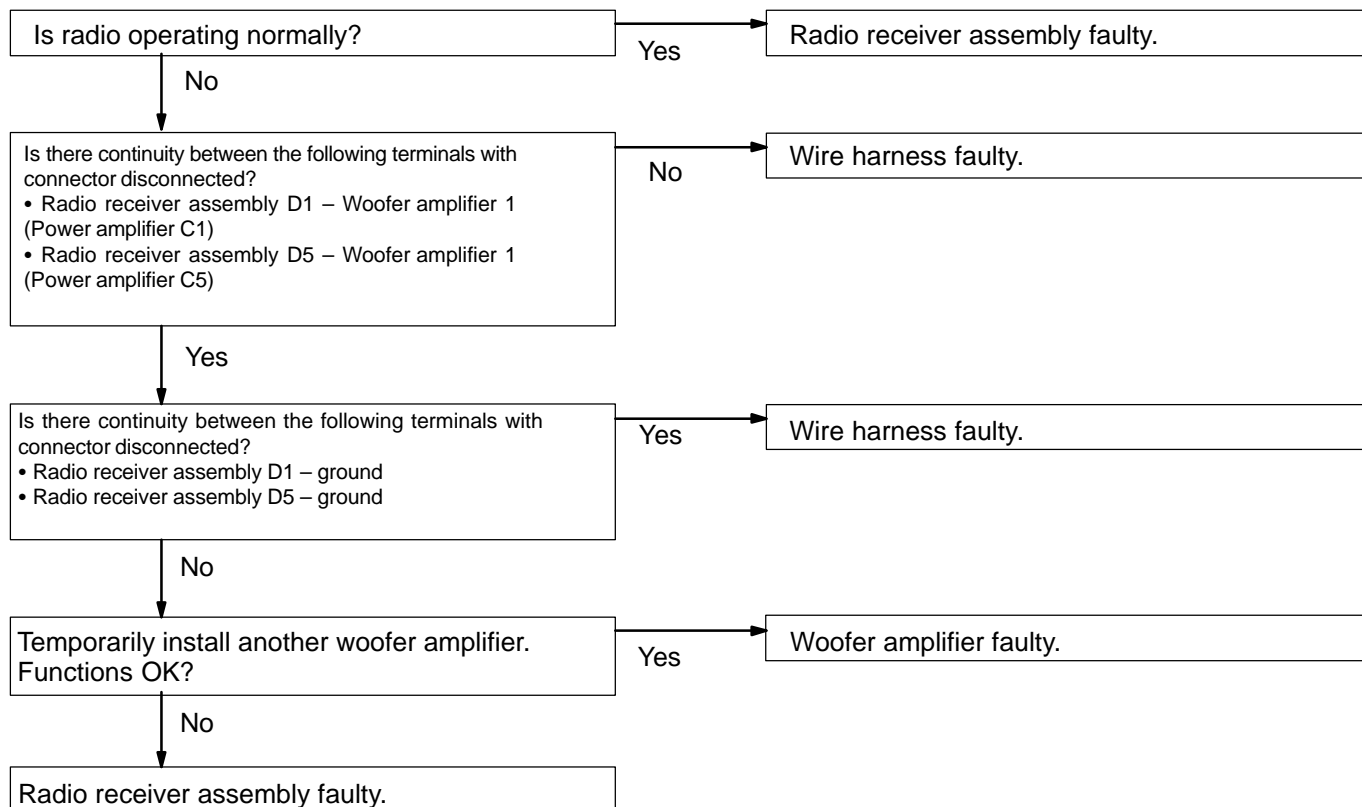 Is radio operating normally?
Yes
Radio receiver assembly faulty.
No
Is there continuity between the following terminals with
connector disconnected?
• Radio receiver assembly D1 – Woofer amplifier 1
(Power amplifier C1)
• Radio receiver assembly D5 – Woofer amplifier 1
(Power amplifier C5)
No
Wire harness faulty.
Yes
Is there continuity between the following terminals with
connector disconnected?
• Radio receiver assembly D1 – ground
• Radio receiver assembly D5 – ground
Yes
Wire harness faulty.
No
Temporarily install another woofer amplifier.
Functions OK?
Yes
Woofer amplifier faulty.
No
Radio receiver assembly faulty.